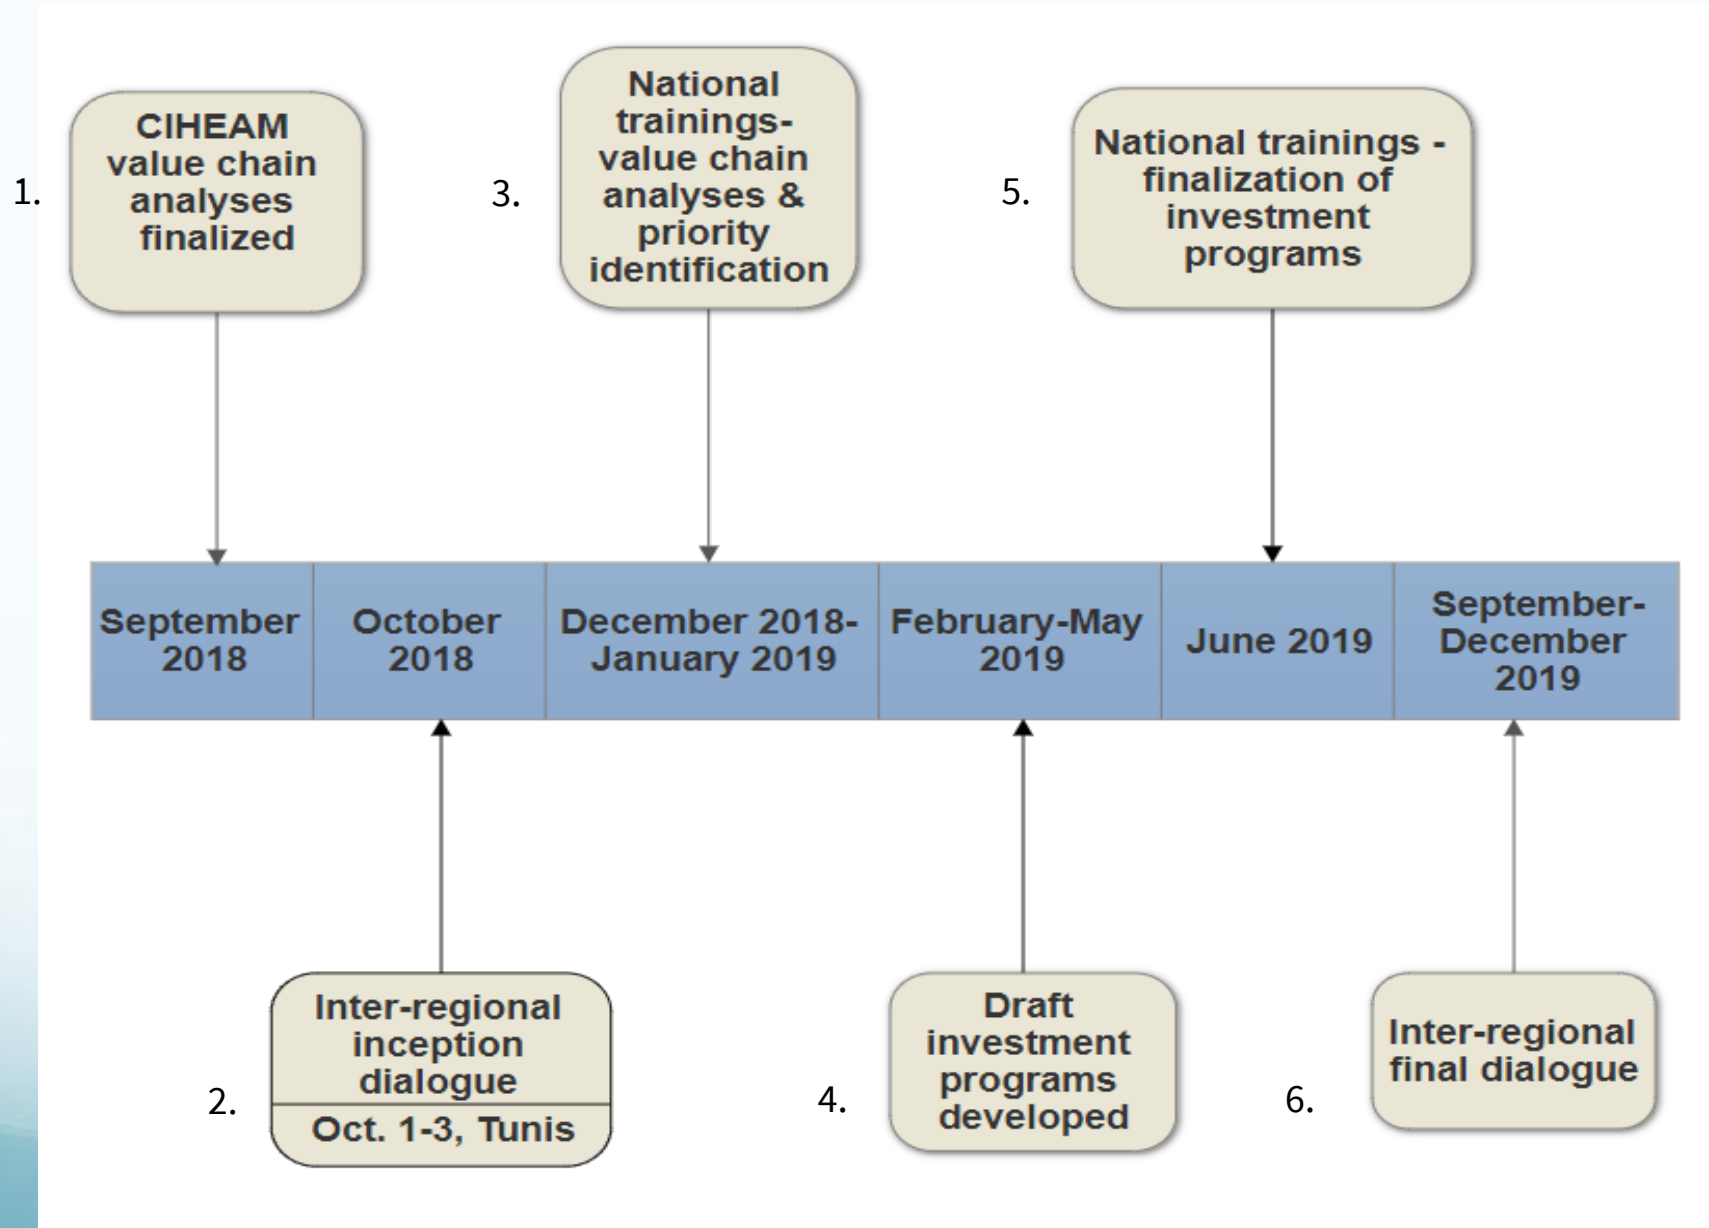 1.
CIHEAM
value chain
analyses
finalized
3.
National
trainings-
value chain
analyses &
priority
identification
5.
National trainings -
finalization of
investment
programs
September
2018
October
2018
December 2018-
January 2019
February-May
2019
June 2019
September-
December
2019
2.
Inter-regional
inception
dialogue
Oct. 1-3, Tunis
4.
Draft
investment
programs
developed
6.
Inter-regional
final dialogue